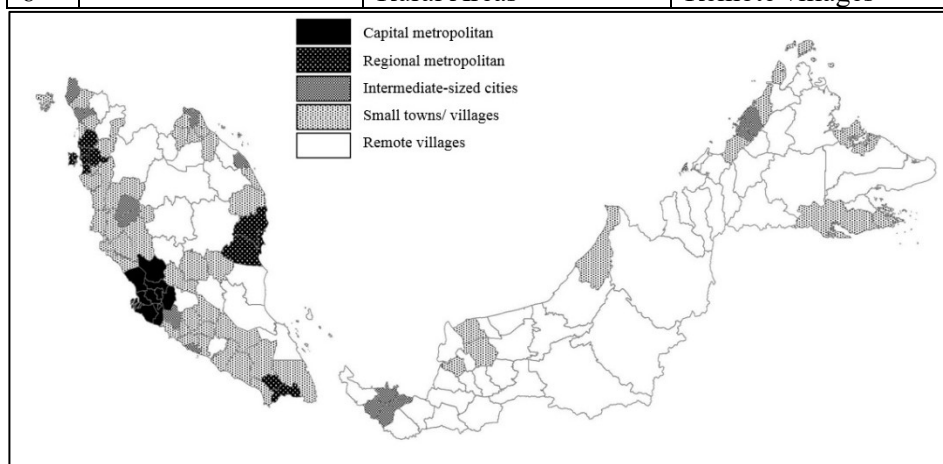 Capital metropolitan
Regional metropolitan
Intermediate-sized cities
Small towns/ villages
Remote villages